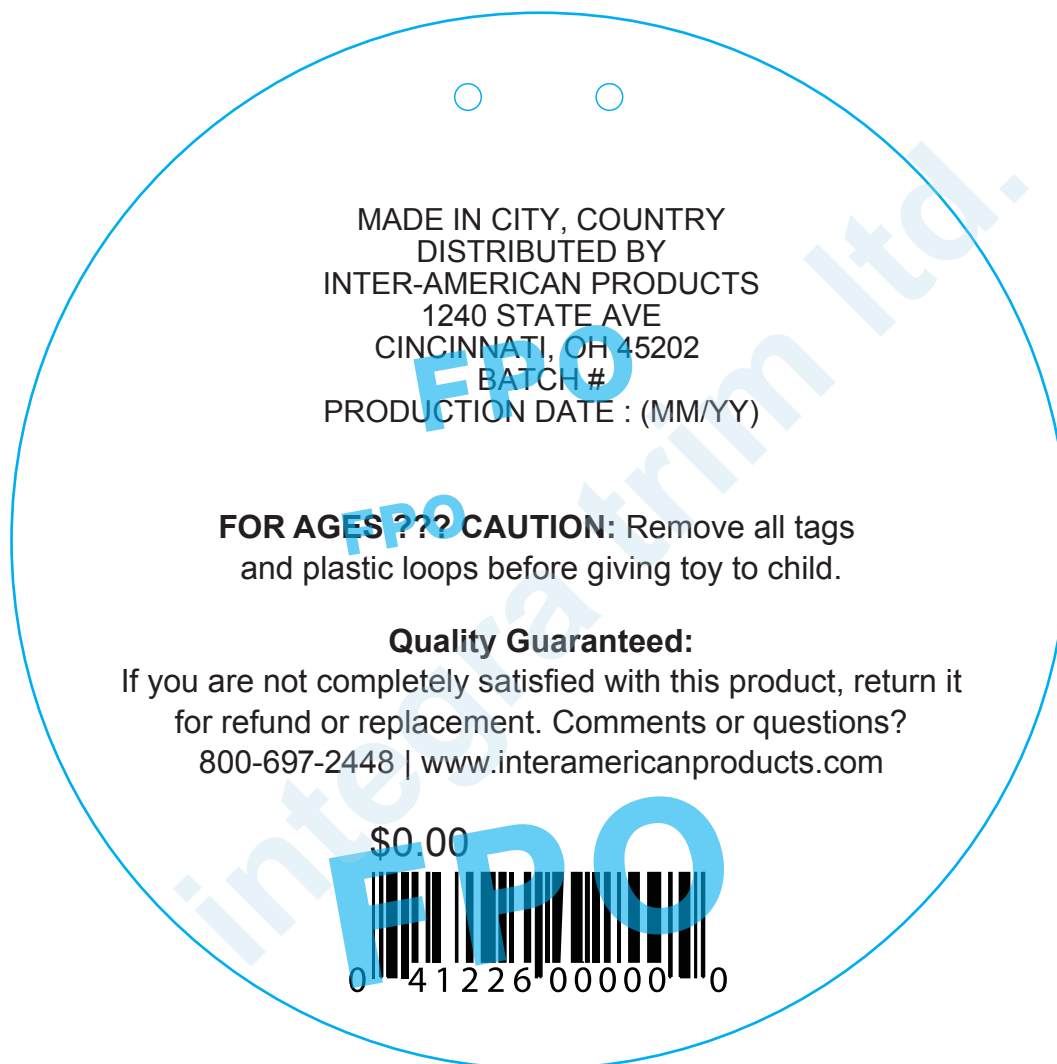 MADE IN CITY, COUNTRY
DISTRIBUTED BY
INTER-AMERICAN PRODUCTS
1240 STATE AVE
CINCINNATI, OH 45202
BATCH #
PRODUCTION DATE : (MM/YY)
FPO
FOR AGES ??? CAUTION: Remove all tags
and plastic loops before giving toy to child.
FPO
Quality Guaranteed:
If you are not completely satisfied with this product, return it
for refund or replacement. Comments or questions?
800-697-2448 | www.interamericanproducts.com
$0.00
FPO
0 41226 00000 0
integra trim ltd.